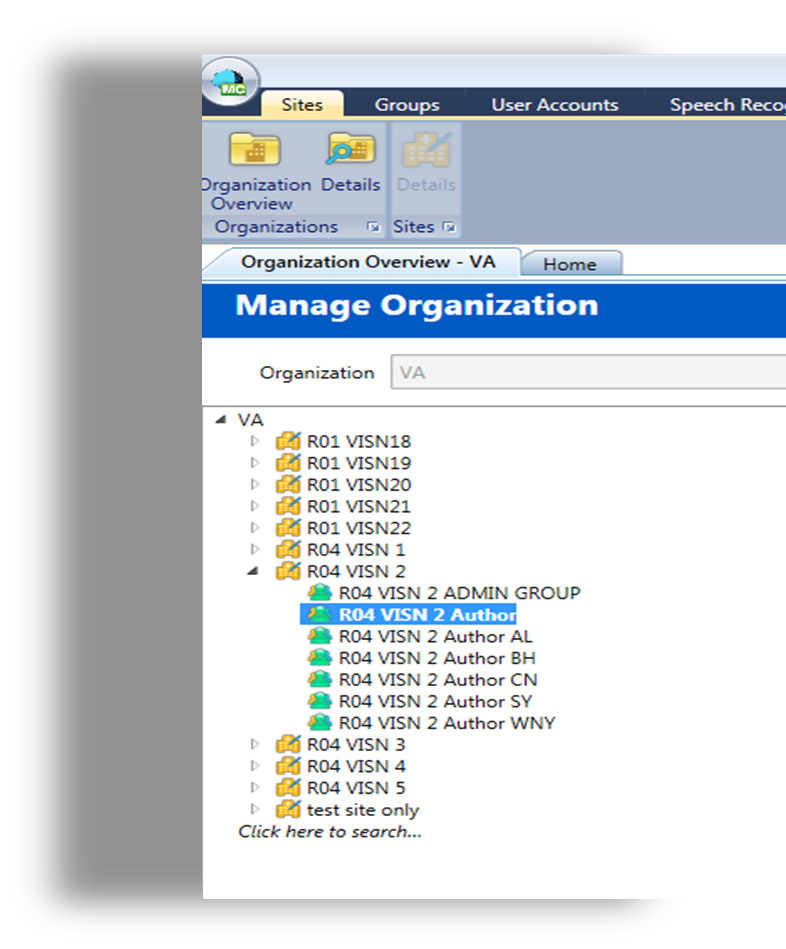 MC
Sites Groups User Accounts Speech Reco
Organization Details Details
Overview
Organizations Sites
Organization Overview - VA Home
Manage Organization
Organization VA
VA
R01 VISN18
R01 VISN19
R01 VISN20
R01 VISN21
R01 VISN22
R04 VISN 1
R04 VISN 2
R04 VISN 2 ADMIN GROUP
R04 VISN 2 Author
R04 VISN 2 Author AL
R04 VISN 2 Author BH
R04 VISN 2 Author CN
R04 VISN 2 Author SY
R04 VISN 2 Author WNY
R04 VISN 3
R04 VISN 4
R04 VISN 5
test site only
Click here to search...